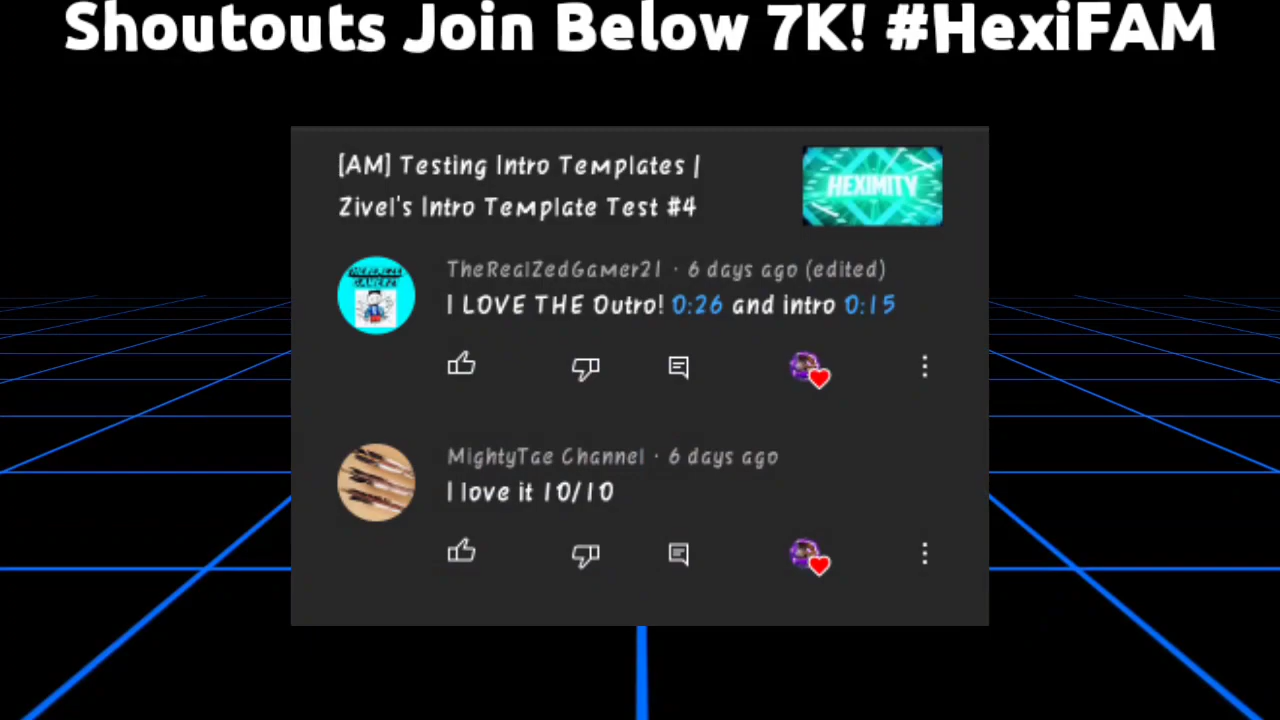 Shoutouts Join Below 7K! #HexiFAM
[AM] Testing Intro Templates |
Zivel's Intro Template Test #4
HEXIMITY
TheRealZedGamer21 · 6 days ago (edited)
I LOVE THE Outro! 0:26 and intro 0:15
MightyTae Channel · 6 days ago
I love it 10/10